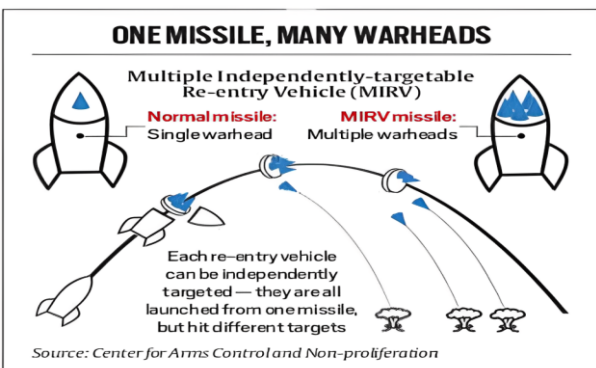 ONE MISSILE, MANY WARHEADS
Multiple Independently-targetable
Re-entry Vehicle (MIRV)
Normal missile:
Single warhead
MIRV missile:
Multiple warheads
Each re-entry vehicle
can be independently
targeted — they are all
launched from one missile,
but hit different targets
Source: Center for Arms Control and Non-proliferation